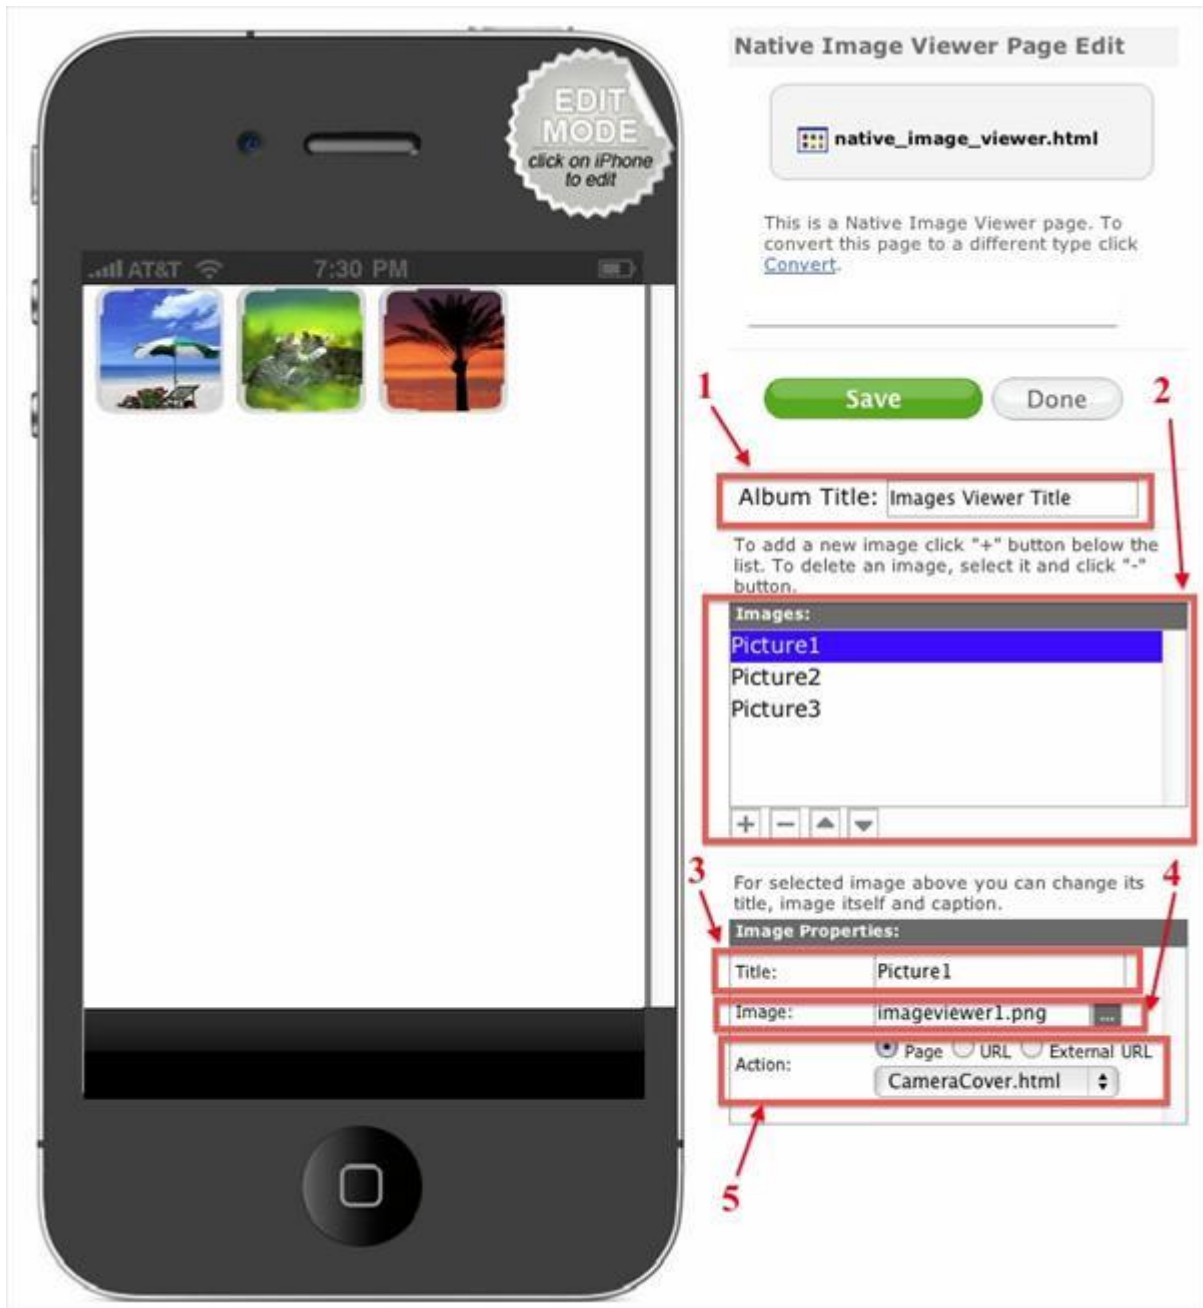 EDIT
MODE
click on iPhone
to edit
AT&T 7:30 PM
Native Image Viewer Page Edit
native_image_viewer.html
This is a Native Image Viewer page. To
convert this page to a different type click
Convert.
1
Save Done
2
Album Title: Images Viewer Title
To add a new image click "+" button below the
list. To delete an image, select it and click "-"
button.
Images:
Picture1
Picture2
Picture3
+ -
3
4
For selected image above you can change its
title, image itself and caption.
Image Properties:
Title: Picture1
Image: imageviewer1.png ...
Action: Page URL External URL
CameraCover.html
5